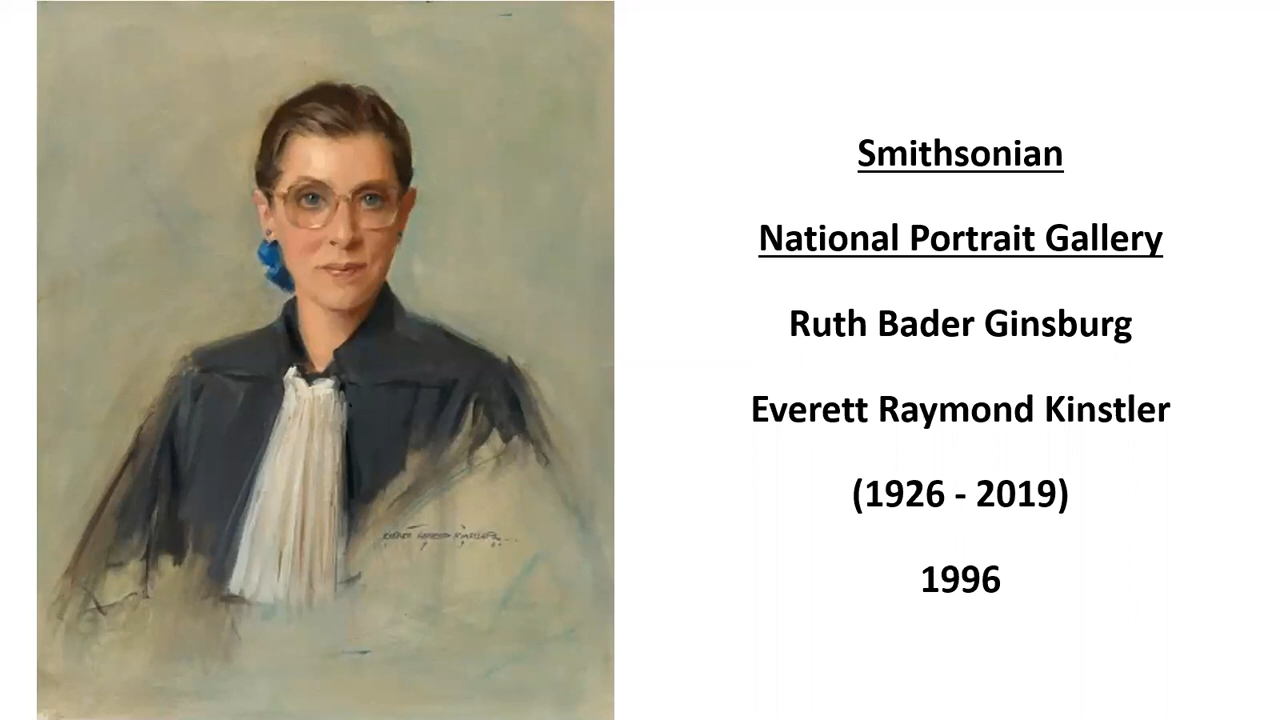 Smithsonian
National Portrait Gallery
Ruth Bader Ginsburg
Everett Raymond Kinstler
(1926 - 2019)
1996